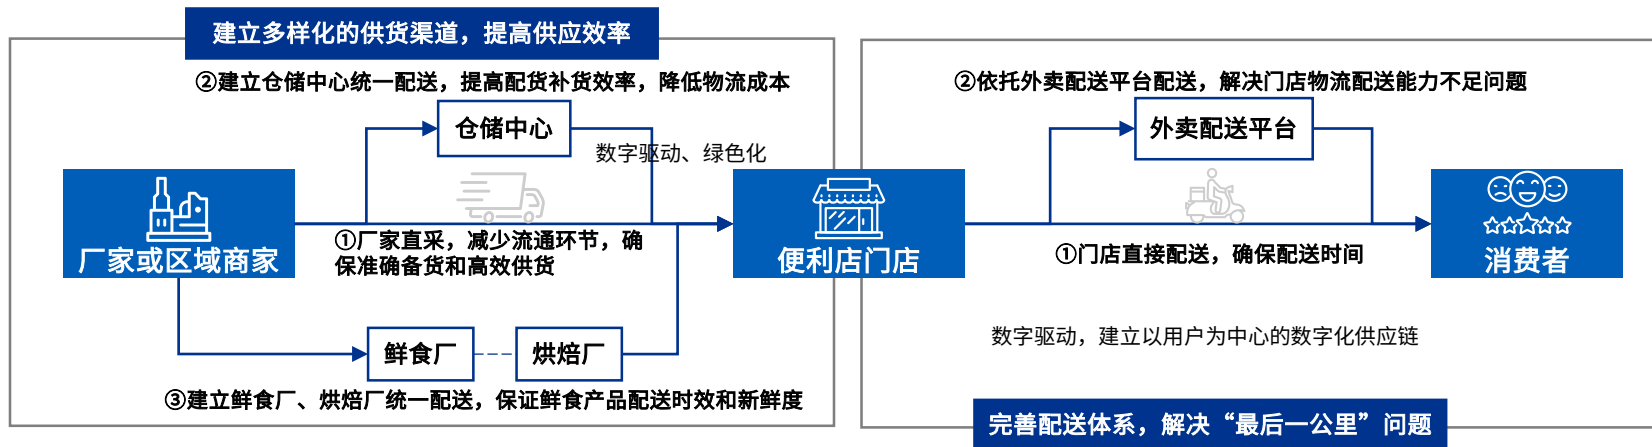 建立多样化的供货渠道，提高供应效率
②建立仓储中心统一配送，提高配货补货效率，降低物流成本
仓储中心
数字驱动、绿色化
厂家或区域商家
①厂家直采，减少流通环节，确
保准确备货和高效供货
便利店门店
鲜食厂
烘焙厂
③建立鲜食厂、烘焙厂统一配送，保证鲜食产品配送时效和新鲜度
②依托外卖配送平台配送，解决门店物流配送能力不足问题
外卖配送平台
①门店直接配送，确保配送时间
消费者
数字驱动，建立以用户为中心的数字化供应链
完善配送体系，解决“最后一公里”问题